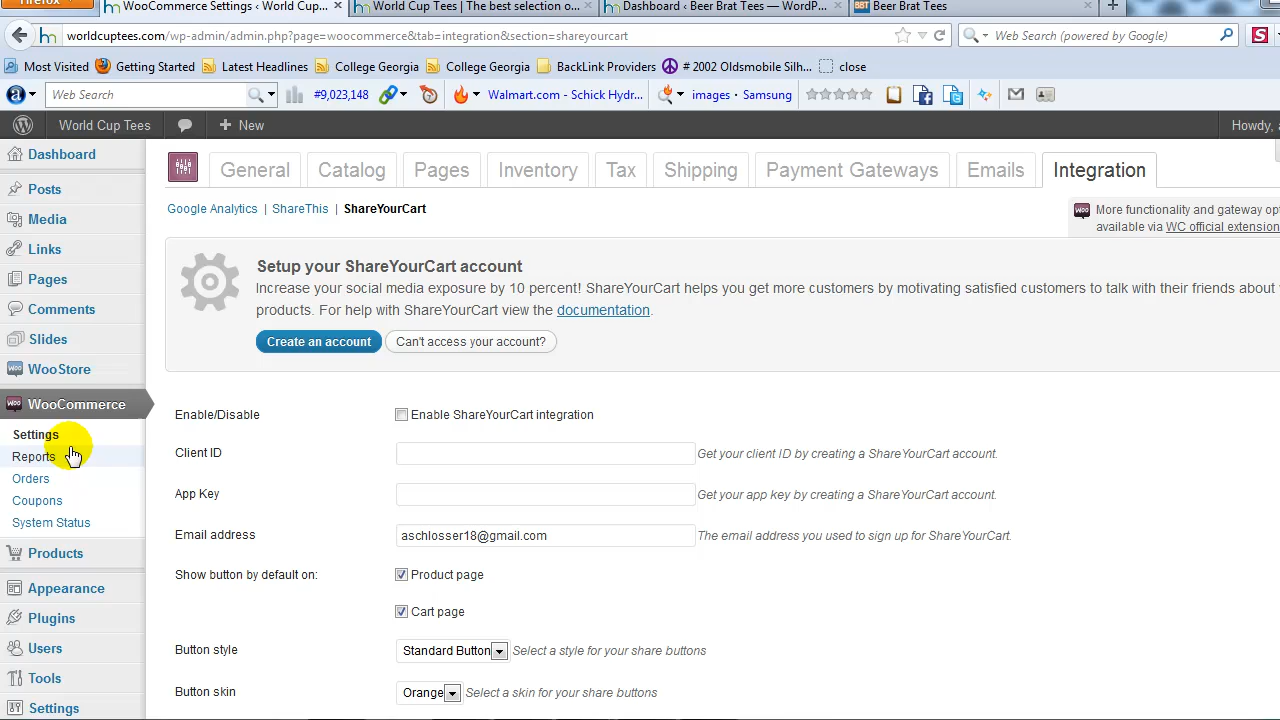 Firefox
WooCommerce Settings ‹ World Cup...
World Cup Tees | The best selection o...
Dashboard ‹ Beer Brat Tees — WordP...
BBT Beer Brat Tees
worldcuptees.com/wp-admin/admin.php?page=woocommerce&tab=integration&section=shareyourcart
Web Search (powered by Google)
Most Visited
Getting Started
Latest Headlines
College Georgia
College Georgia
BackLink Providers
# 2002 Oldsmobile Silh...
close
Web Search
#9,023,148
Walmart.com - Schick Hydr...
images · Samsung
World Cup Tees
New
Howdy, a
Dashboard
Posts
Media
Links
Pages
Comments
Slides
WooStore
WooCommerce
Settings
Reports
Orders
Coupons
System Status
Products
Appearance
Plugins
Users
Tools
Settings
General
Catalog
Pages
Inventory
Tax
Shipping
Payment Gateways
Emails
Integration
Google Analytics | ShareThis | ShareYourCart
More functionality and gateway opt
available via WC official extension
Setup your ShareYourCart account
Increase your social media exposure by 10 percent! ShareYourCart helps you get more customers by motivating satisfied customers to talk with their friends about
products. For help with ShareYourCart view the documentation.
Create an account
Can't access your account?
Enable/Disable
Enable ShareYourCart integration
Client ID
Get your client ID by creating a ShareYourCart account.
App Key
Get your app key by creating a ShareYourCart account.
Email address
aschlosser18@gmail.com
The email address you used to sign up for ShareYourCart.
Show button by default on:
Product page
Cart page
Button style
Standard Button
Select a style for your share buttons
Button skin
Orange
Select a skin for your share buttons